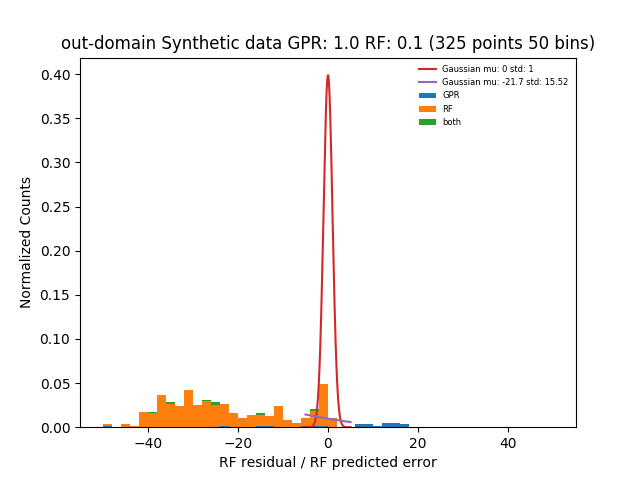 out-domain Synthetic data GPR: 1.0 RF: 0.1 (325 points 50 bins)
Gaussian mu: 0 std: 1
Gaussian mu: -21.7 std: 15.52
GPR
RF
both
Normalized Counts
0.40
0.35
0.30
0.25
0.20
0.15
0.10
0.05
0.00
−40 −20 0 20 40
RF residual / RF predicted error